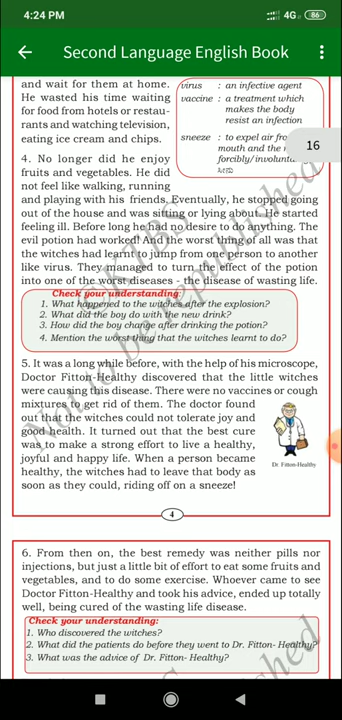 4:24 PM
4G
86
Second Language English Book
and wait for them at home.
He wasted his time waiting
for food from hotels or restau-
rants and watching television,
eating ice cream and chips.
virus : an infective agent
vaccine : a treatment which
makes the body
resist an infection
sneeze : to expel air
mouth and the
forcibly/
16
4. No longer did he enjoy
fruits and vegetables. He did
not feel like walking, running
and playing with his friends. Eventually, he stopped going
out of the house and was sitting or lying about. He started
feeling ill. Before long he had no desire to do anything. The
evil potion had worked! And the worst thing of all was that
the witches had learnt to jump from one person to another
like virus. They managed to turn the effect of the potion
into one of the worst diseases - the disease of wasting life.
Check your understanding:
1. What happened to the witches after the explosion?
2. What did the boy do with the new drink?
3. How did the boy change after drinking the potion?
4. Mention the worst thing that the witches learnt to do?
5. It was a long while before, with the help of his microscope,
Doctor Fitton-Healthy discovered that the little witches
were causing this disease. There were no vaccines or cough
mixtures to get rid of them. The doctor found
out that the witches could not tolerate joy and
good health. It turned out that the best cure
was to make a strong effort to live a healthy,
joyful and happy life. When a person became
healthy, the witches had to leave that body as
soon as they could, riding off on a sneeze!
Dr. Fitton-Healthy
4
6. From then on, the best remedy was neither pills nor
injections, but just a little bit of effort to eat some fruits and
vegetables, and to do some exercise. Whoever came to see
Doctor Fitton-Healthy and took his advice, ended up totally
well, being cured of the wasting life disease.
Check your understanding:
1. Who discovered the witches?
2. What did the patients do before they went to Dr. Fitton- Healthy?
3. What was the advice of Dr. Fitton- Healthy?